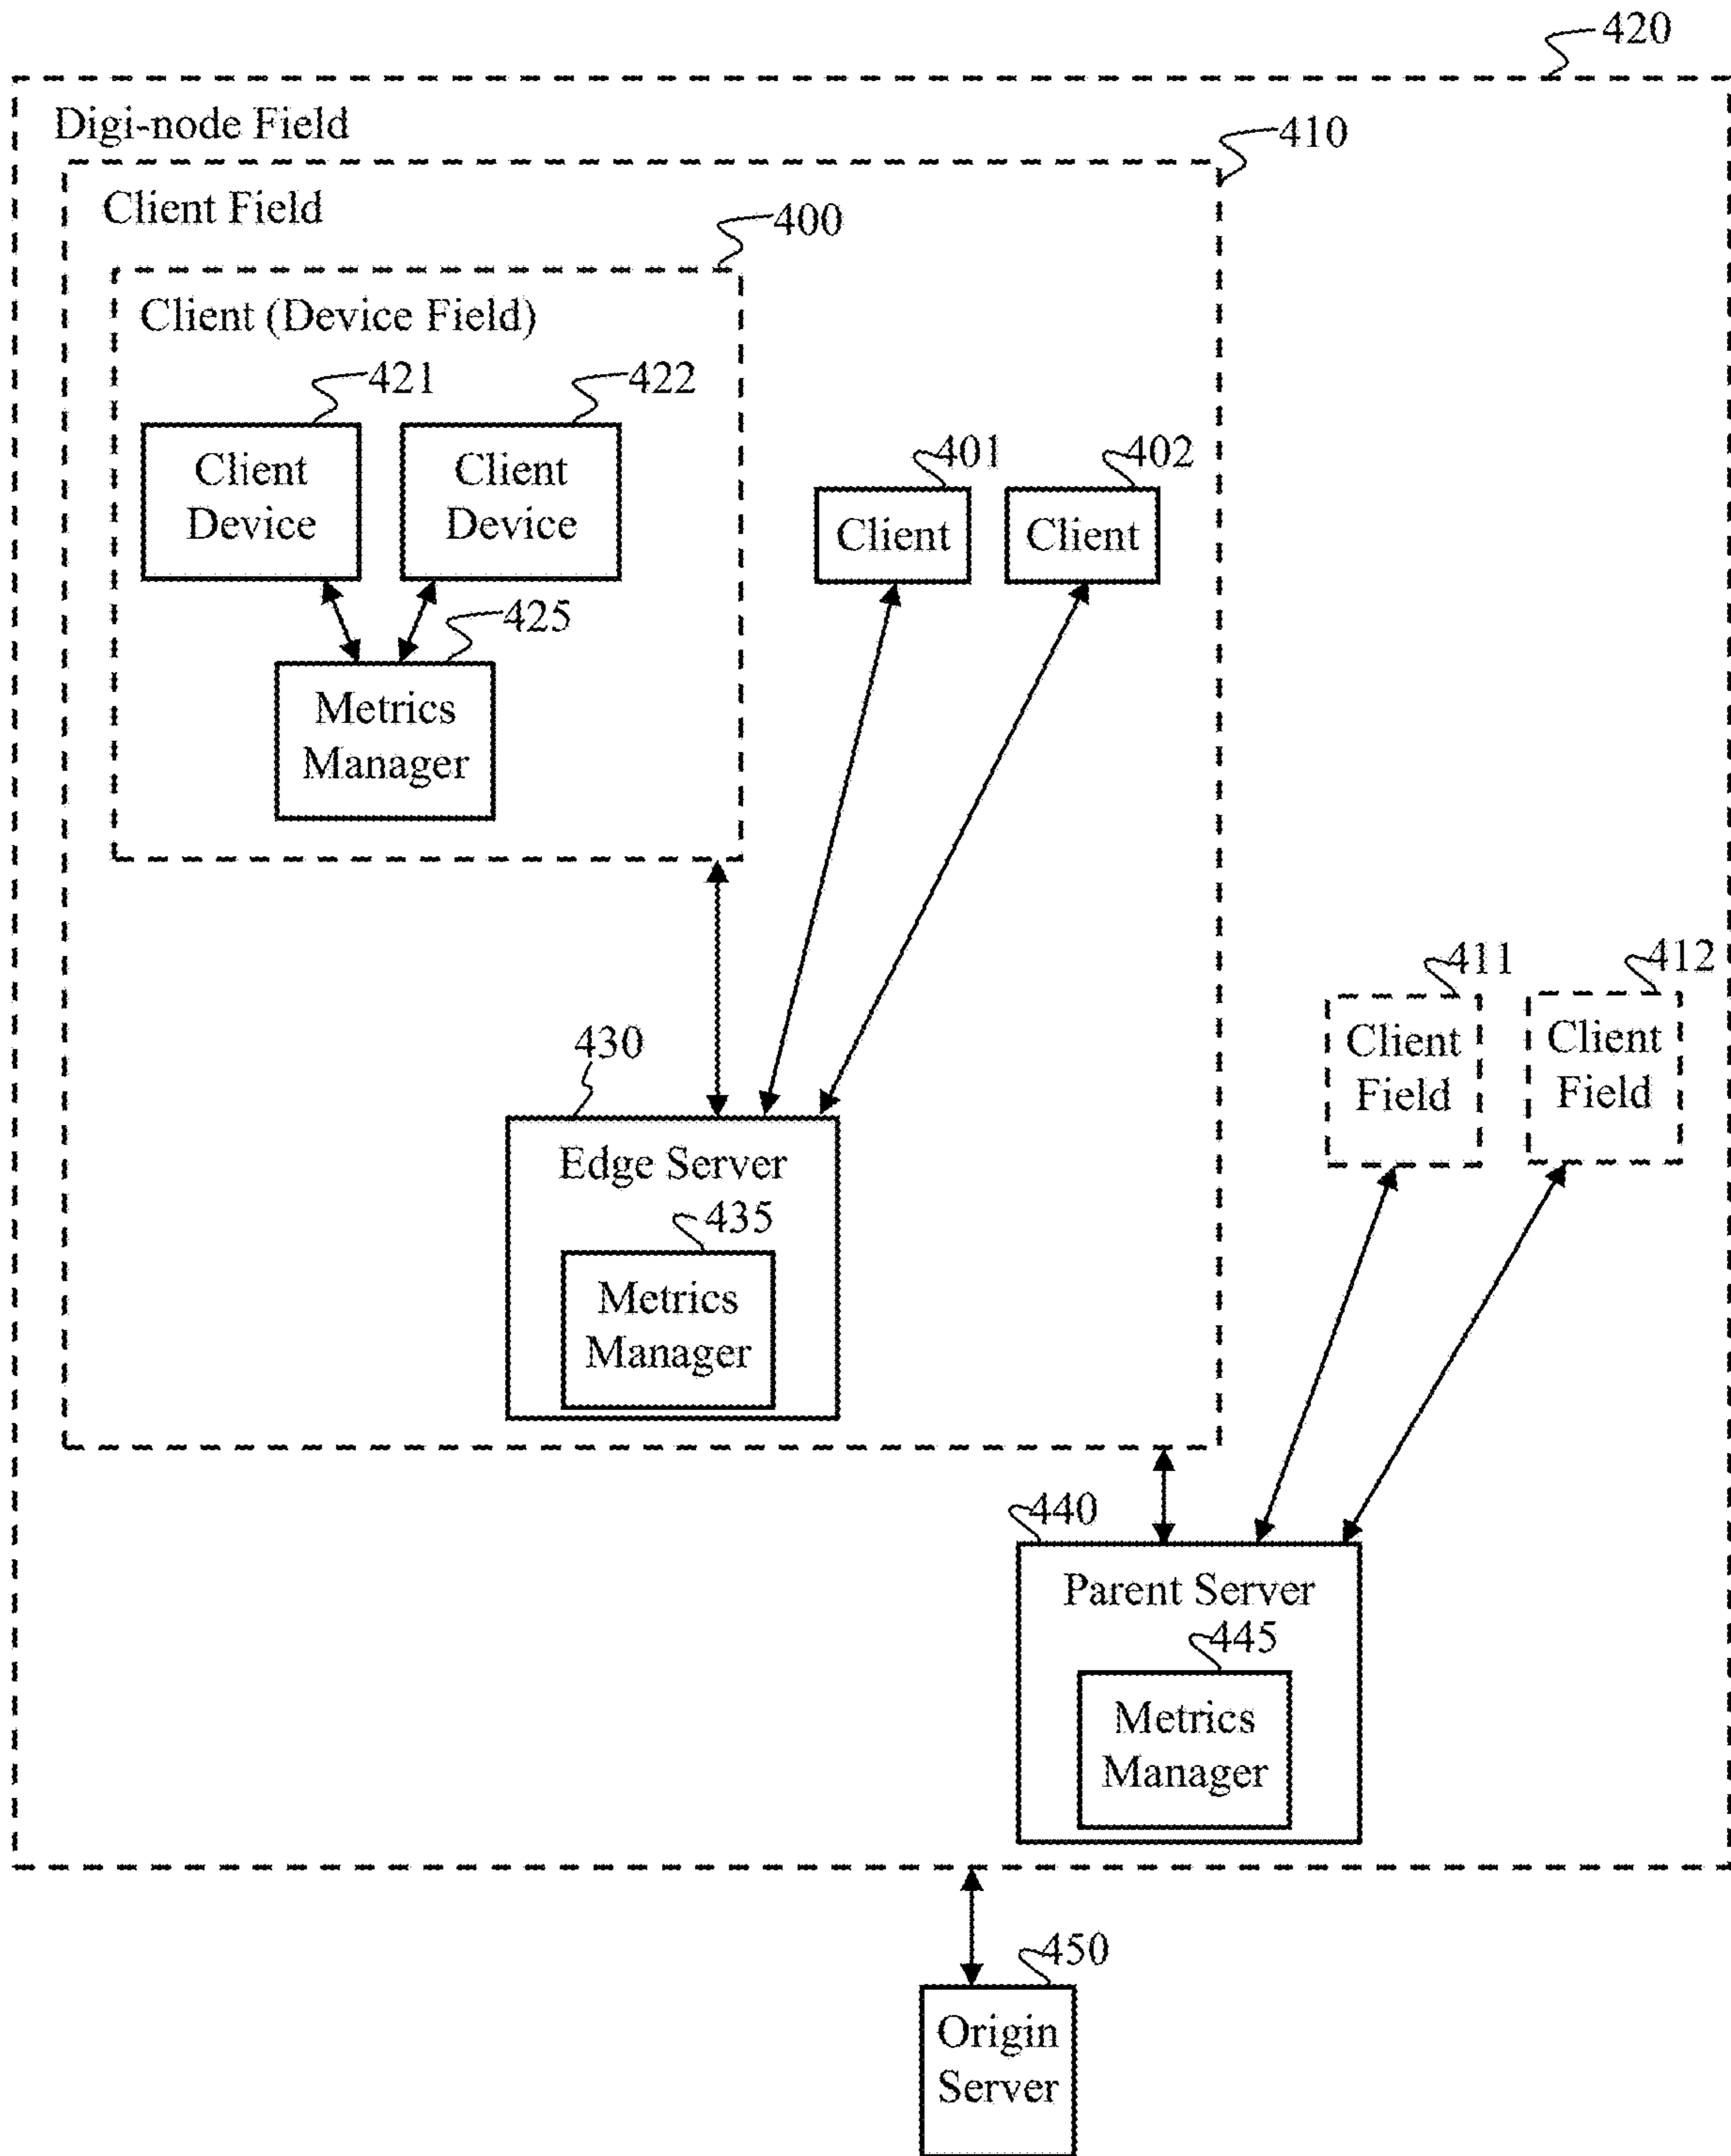 420
Digi-node Field
410
Client Field
400
Client (Device Field)
421
422
Client
Device
Client
Device
401
402
Client
Client
425
Metrics
Manager
411
412
Client
Field
Client
Field
430
Edge Server
435
Metrics
Manager
440
Parent Server
445
Metrics
Manager
450
Origin
Server